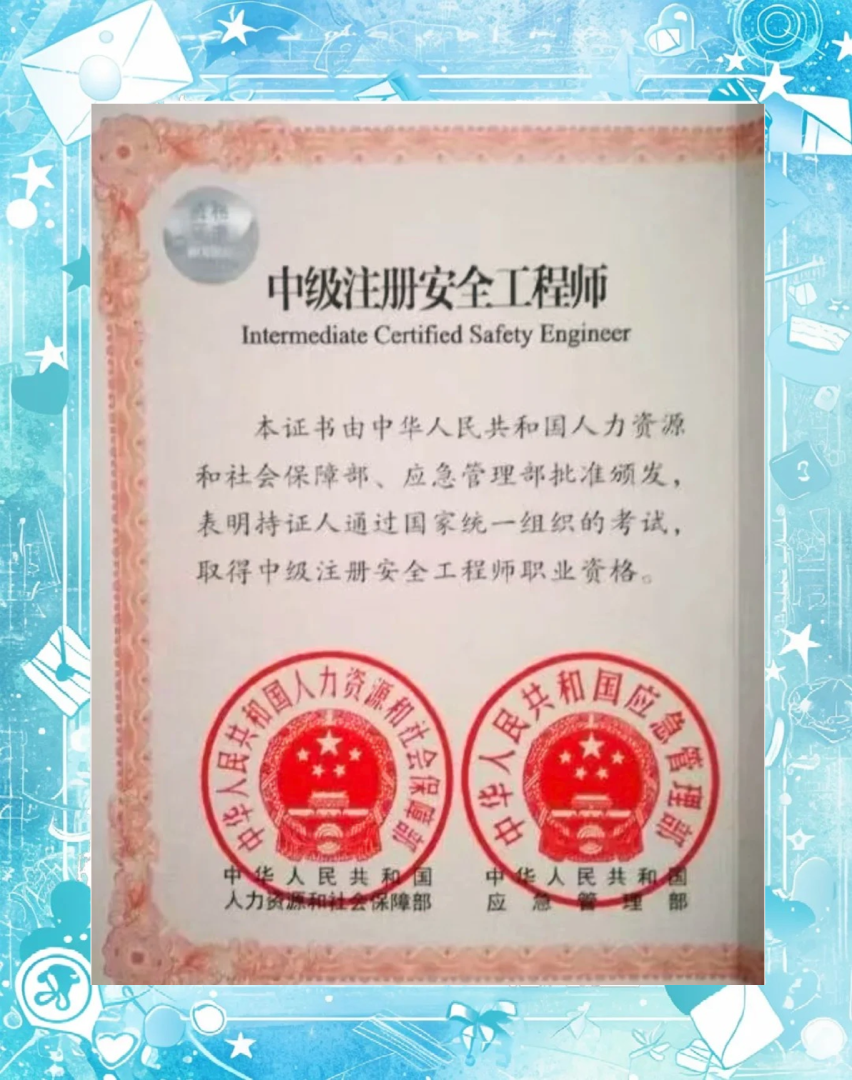 中级注册安全工程师
Intermediate Certified Safety Engineer
本证书由中华人民共和国人力资源
和社会保障部、应急管理部批准颁发，
表明持证人通过国家统一组织的考试，
取得中级注册安全工程师职业资格。
中华人民共和国人力资源和社会保障部
中华人民共和国应急管理部
中华人民共和国
人力资源和社会保障部
中华人民共和国
应急管理部